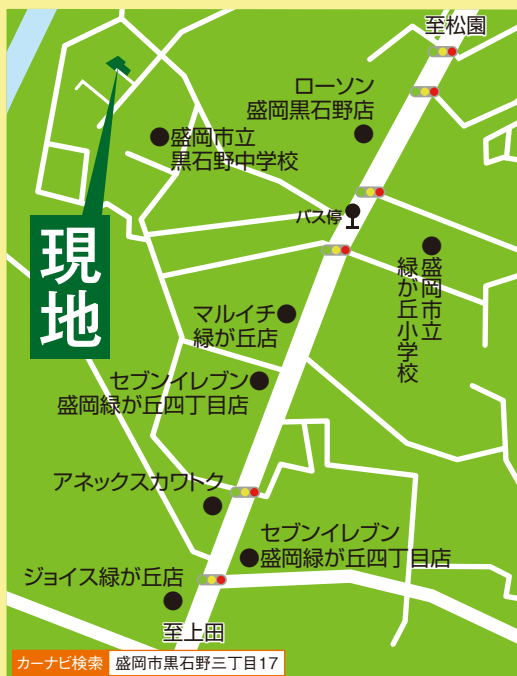 至松園
ローソン
盛岡黒石野店
盛岡市立
黒石野中学校
バス停
現地
盛岡市立
緑が丘小学校
マルイチ
緑が丘店
セブンイレブン
盛岡緑が丘四丁目店
アネックスカワトク
セブンイレブン
盛岡緑が丘四丁目店
ジョイス緑が丘店
至上田
カーナビ検索 盛岡市黒石野三丁目17